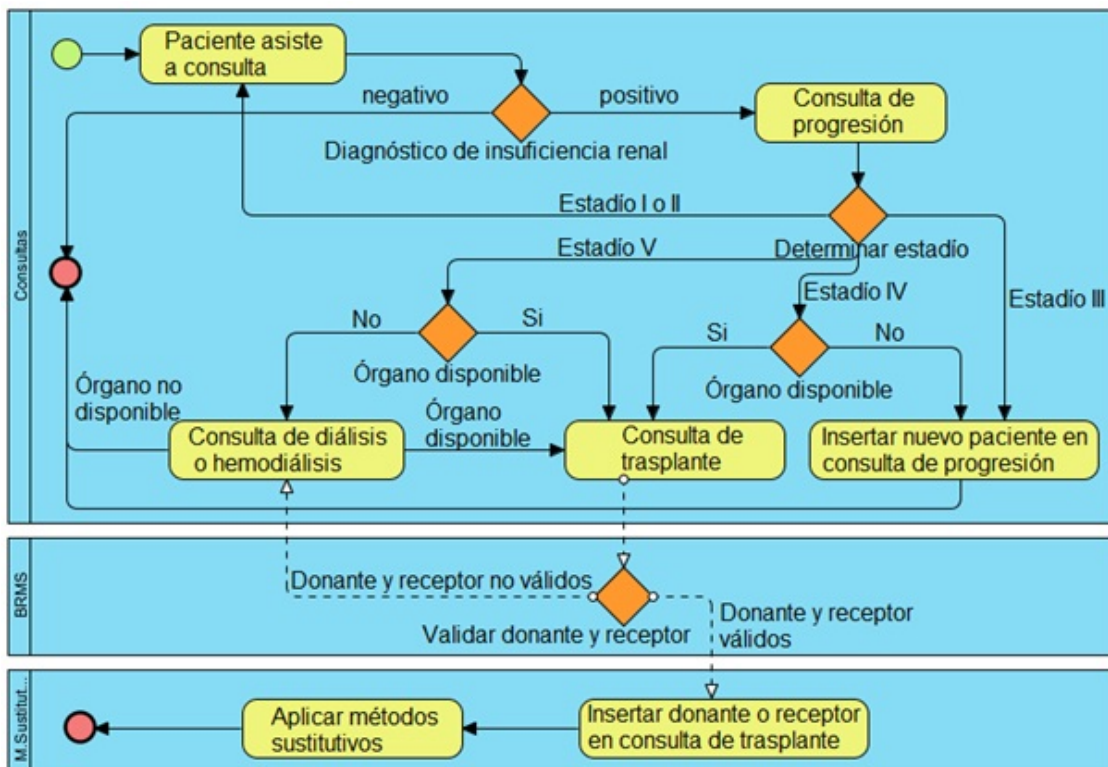 Consultas
Paciente asiste
a consulta
negativo
positivo
Consulta de
progresión
Diagnóstico de insuficiencia renal
Estadío I o II
Determinar estadío
Estadío V
Estadío IV
Estadío III
No
Si
Si
No
Órgano disponible
Órgano disponible
Órgano no
disponible
Órgano
disponible
Consulta de diálisis
o hemodiálisis
Consulta de
trasplante
Insertar nuevo paciente en
consulta de progresión
BRMS
Donante y receptor no válidos
Validar donante y receptor
Donante y receptor
válidos
M.Sustitut...
Aplicar métodos
sustitutivos
Insertar donante o receptor
en consulta de trasplante